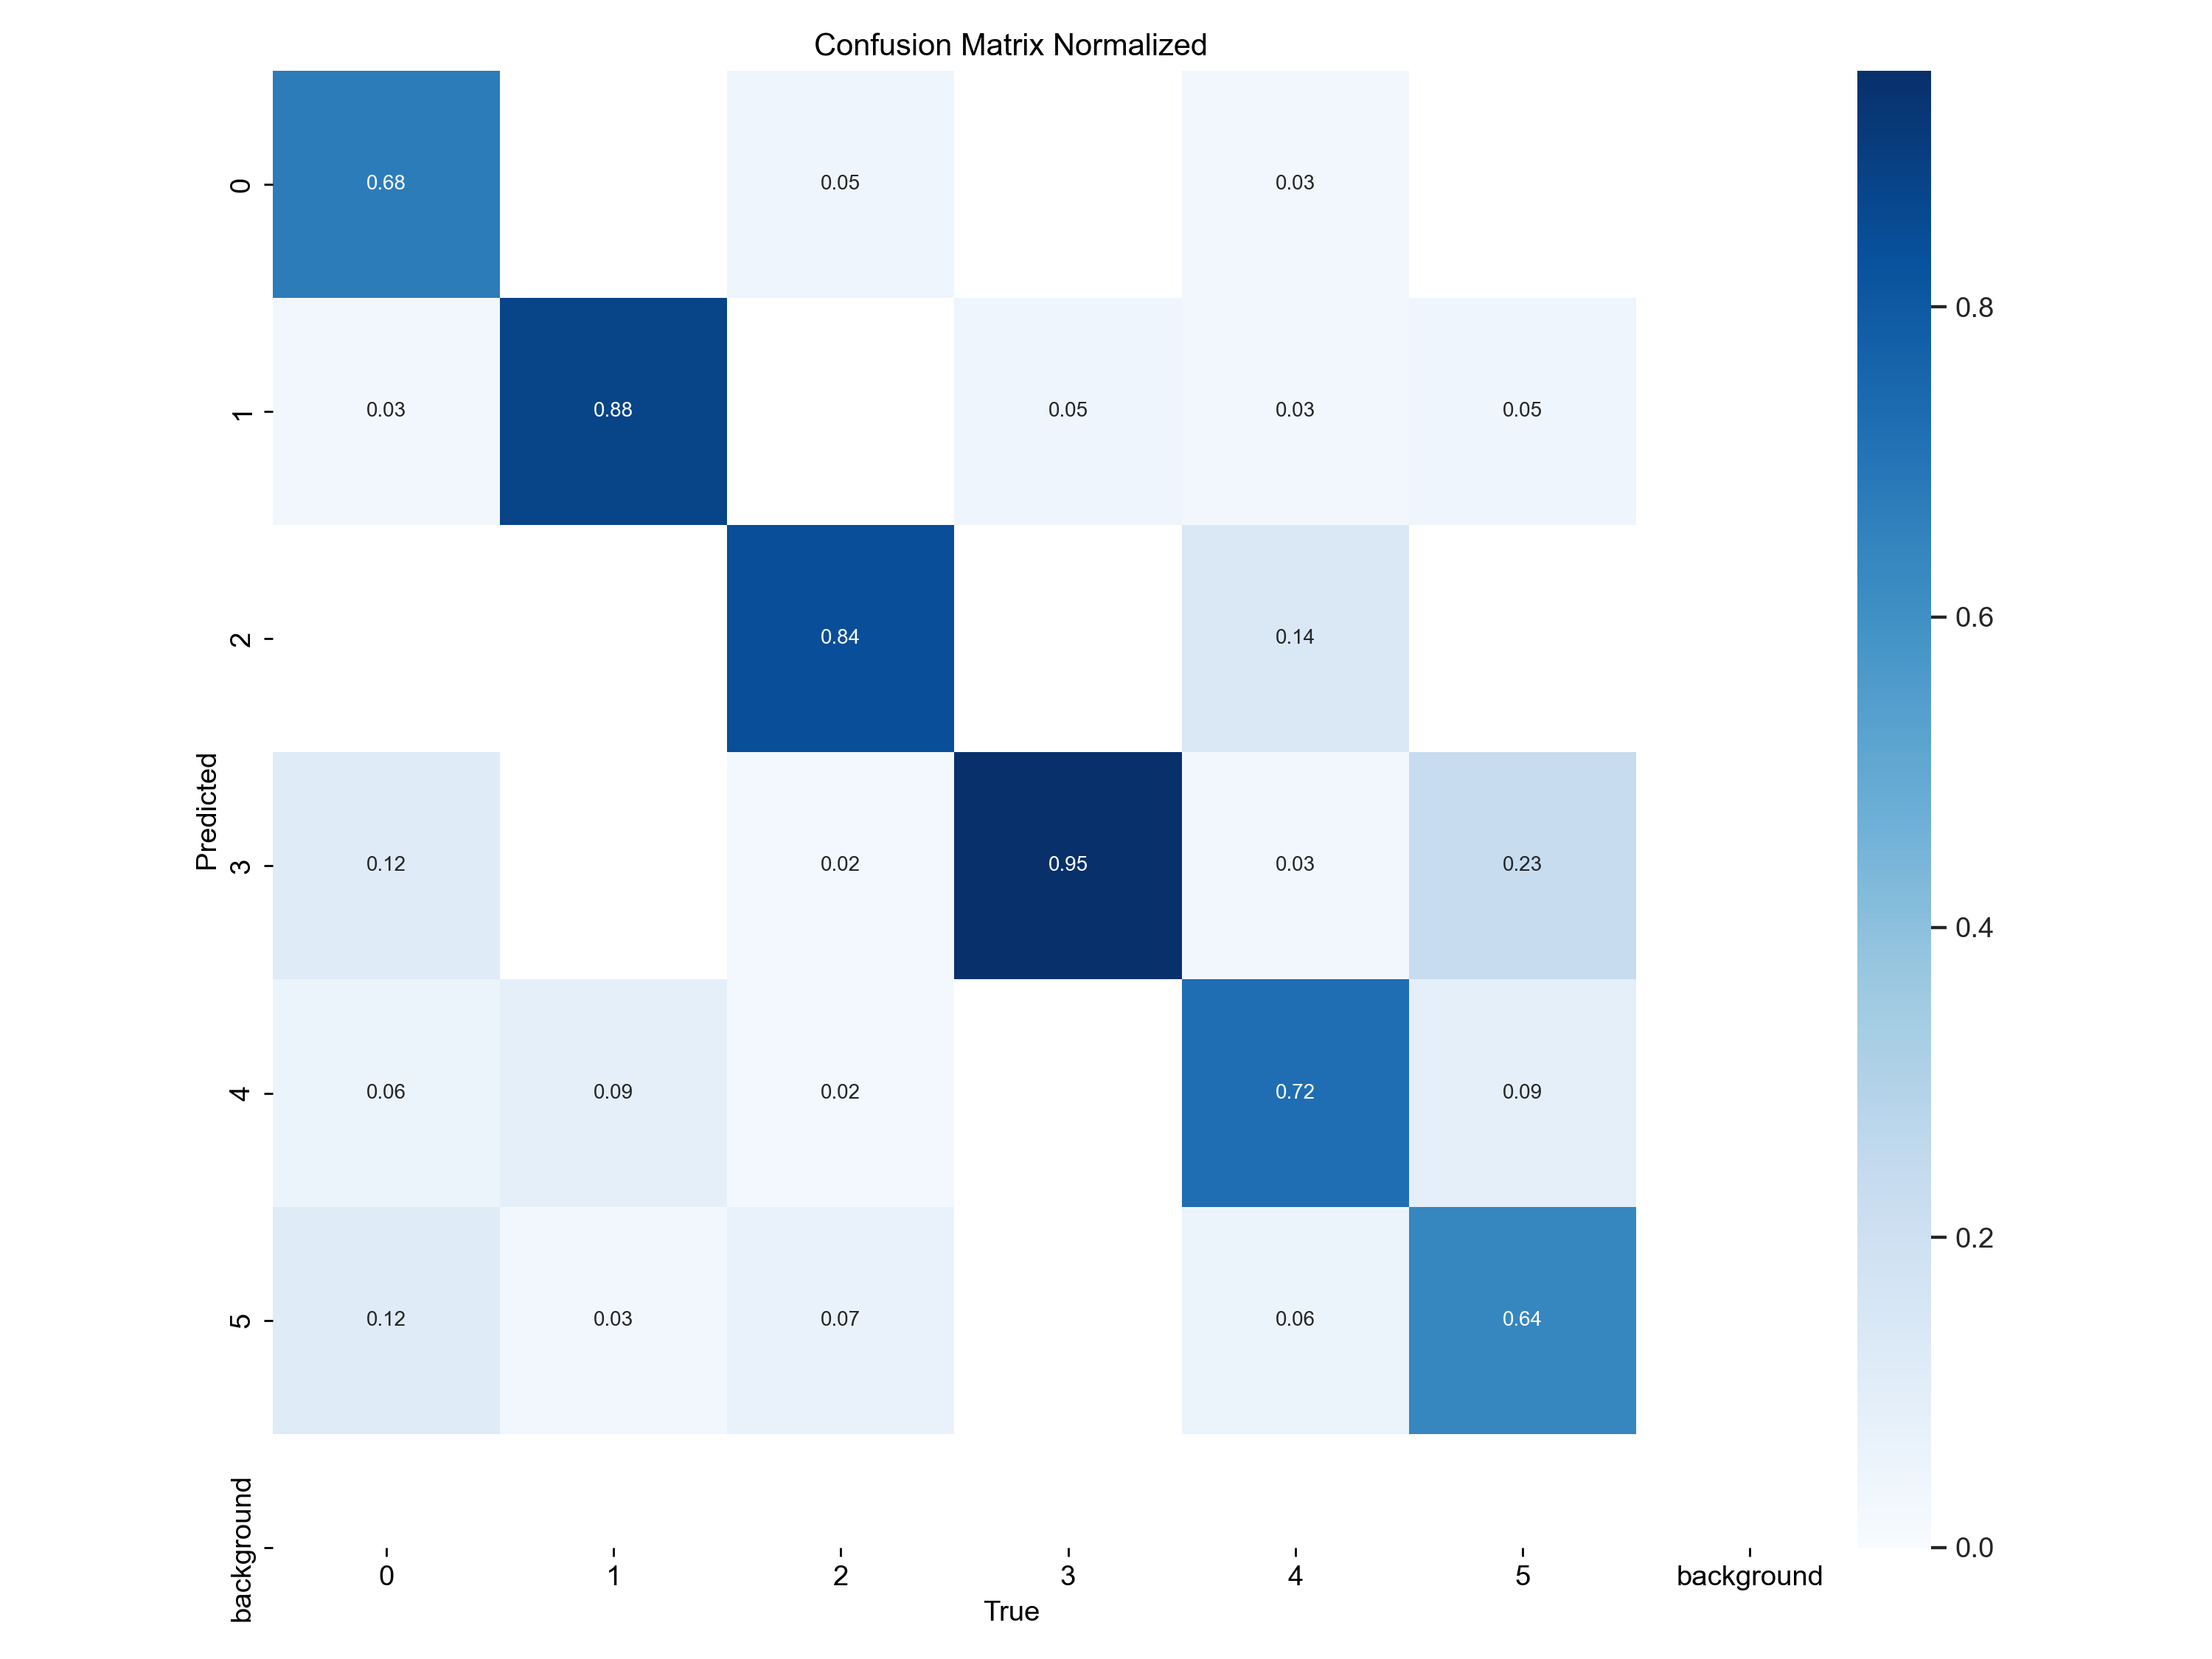 Confusion Matrix Normalized
0.68 0.05 0.03
0.03 0.88 0.05 0.03 0.05
0.84 0.14
0.12 0.02 0.95 0.03 0.23
0.06 0.09 0.02 0.72 0.09
0.12 0.03 0.07 0.06 0.64
Predicted
0
1
2
3
4
5
background
0 1 2 3 4 5 background
True
0.8
0.6
0.4
0.2
0.0